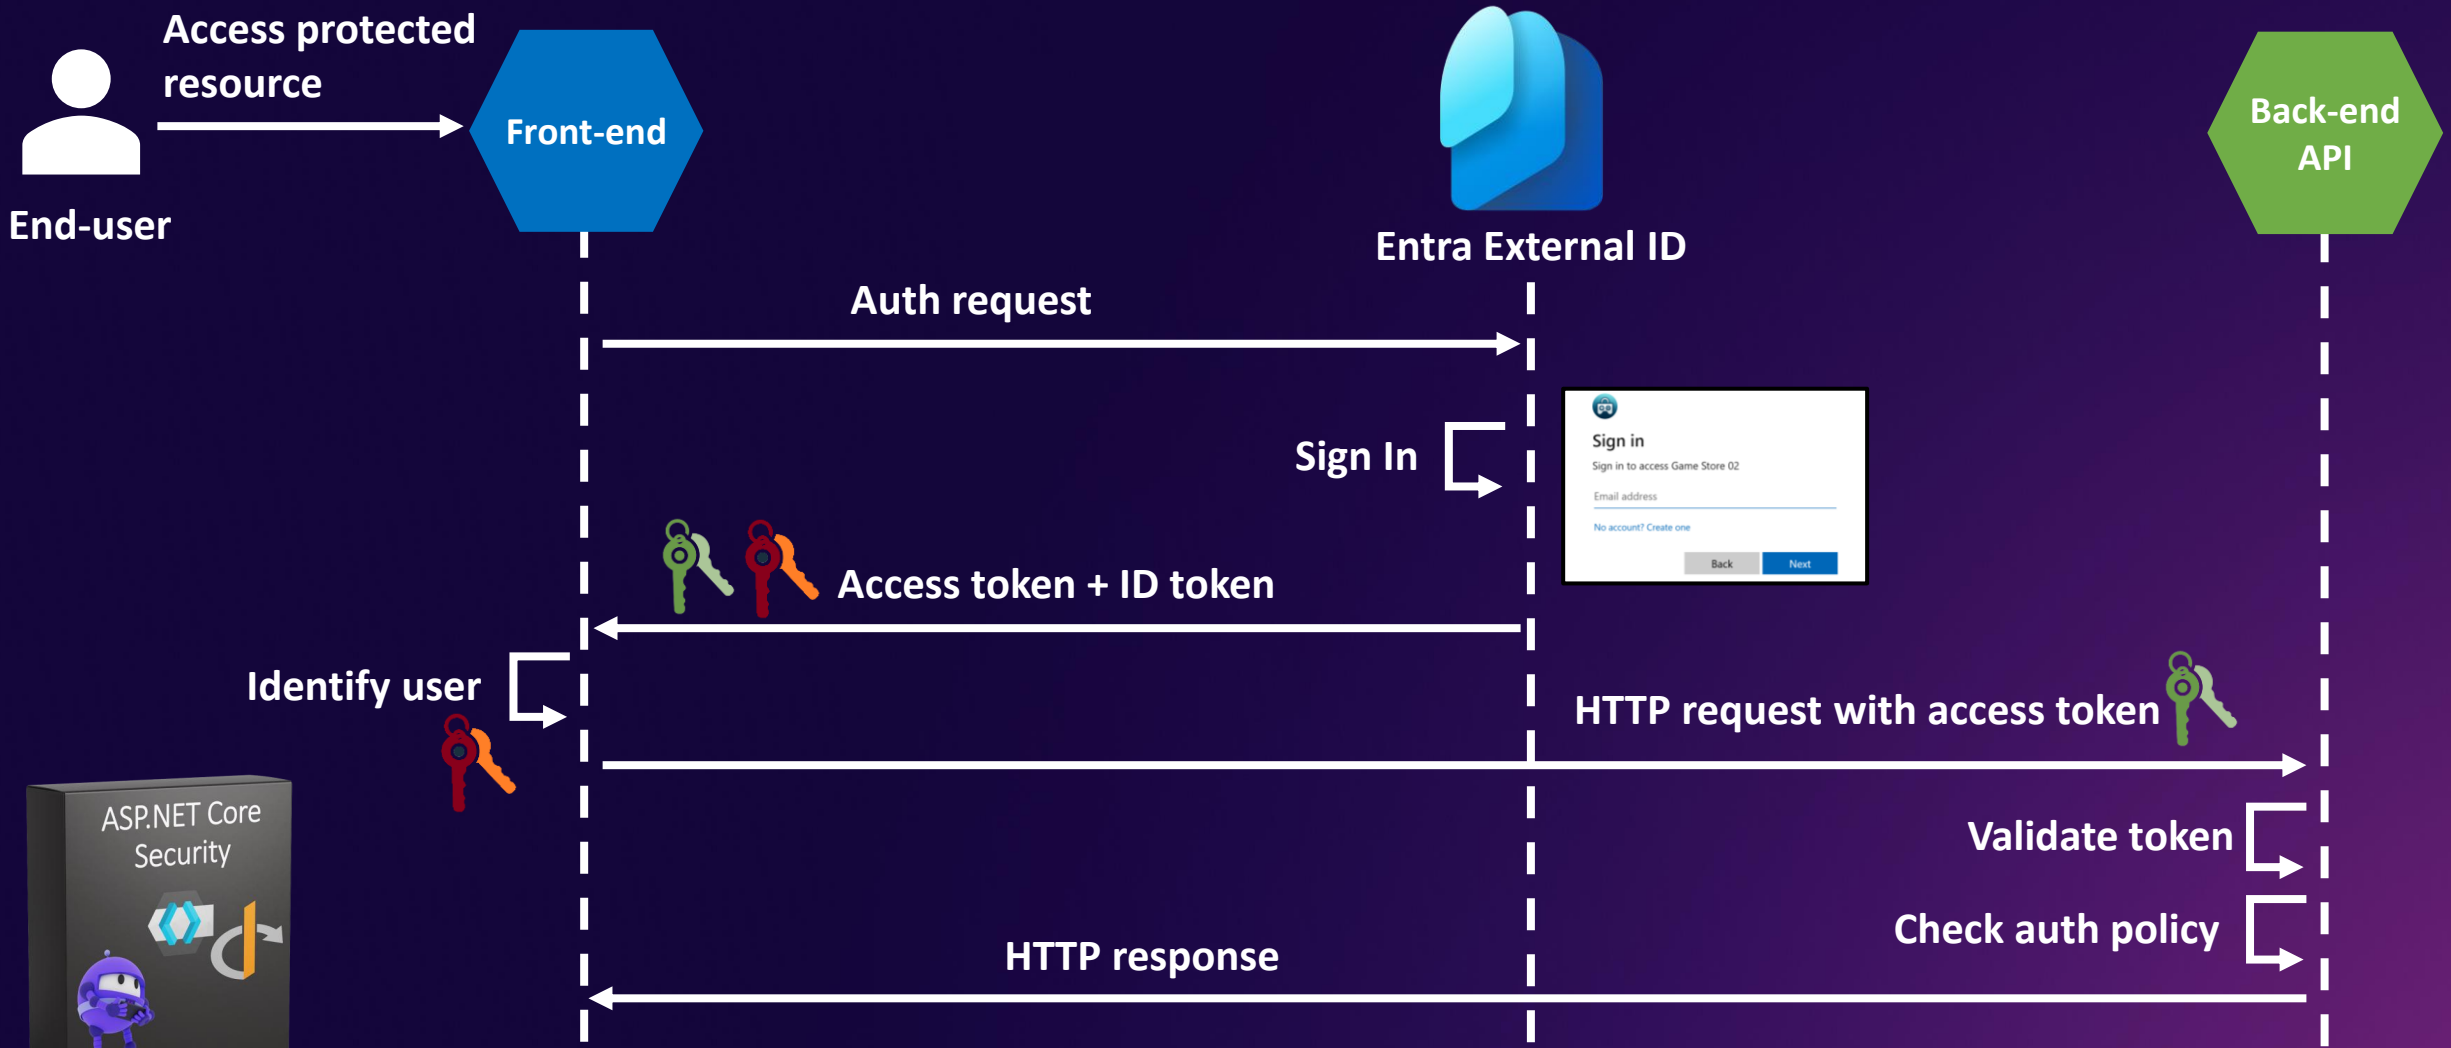 Access protected
resource
Front-end
Back-end
API
End-user
Entra External ID
Auth request
Sign in
Sign in to access Game Store 02
Email address
No account? Create one
Back
Next
Sign In
Access token + ID token
Identify user
HTTP request with access token
ASP.NET Core
Security
Validate token
Check auth policy
HTTP response